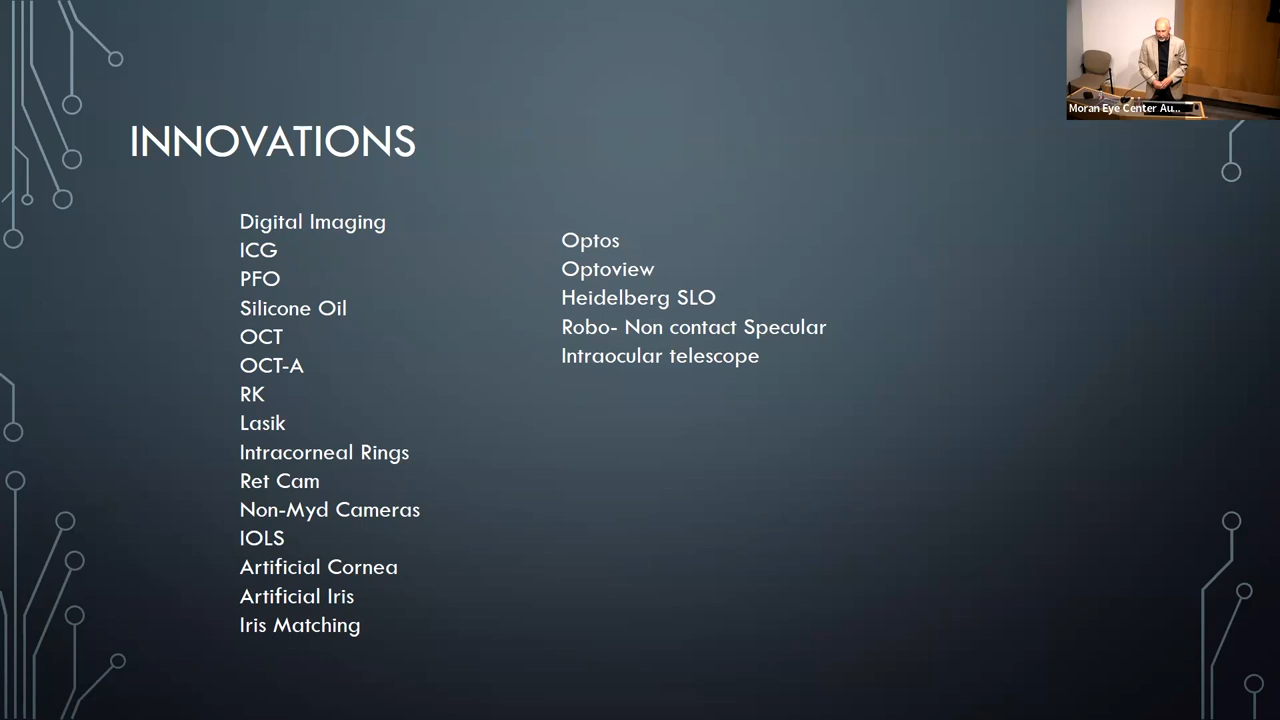 INNOVATIONS
Digital Imaging
ICG
PFO
Silicone Oil
OCT
OCT-A
RK
Lasik
Intracorneal Rings
Ret Cam
Non-Myd Cameras
IOLS
Artificial Cornea
Artificial Iris
Iris Matching
Optos
Optoview
Heidelberg SLO
Robo- Non contact Specular
Intraocular telescope
Moran Eye Center Au...